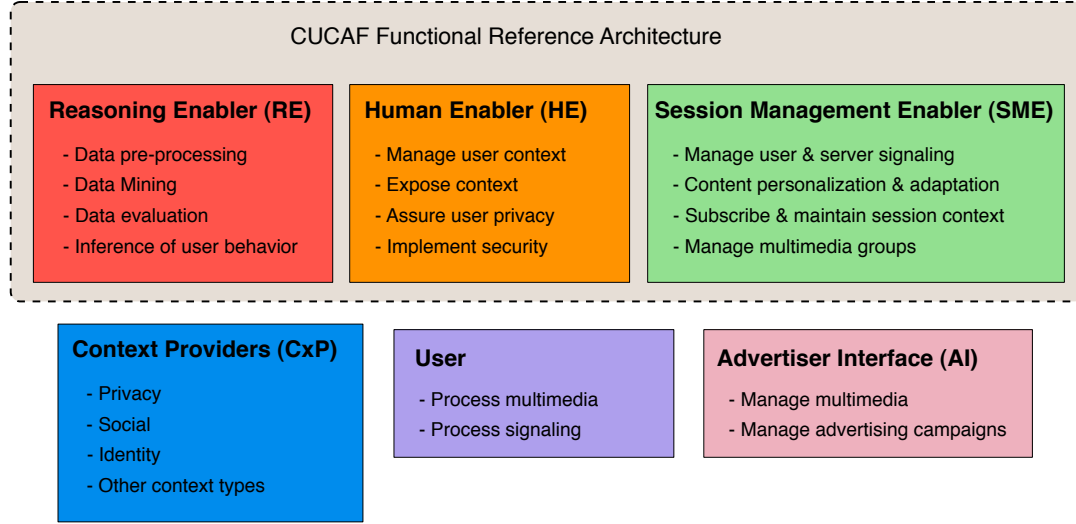 CUCAF Functional Reference Architecture
Reasoning Enabler (RE)
- Data pre-processing
- Data Mining
- Data evaluation
- Inference of user behavior
Human Enabler (HE)
- Manage user context
- Expose context
- Assure user privacy
- Implement security
Session Management Enabler (SME)
- Manage user & server signaling
- Content personalization & adaptation
- Subscribe & maintain session context
- Manage multimedia groups
Context Providers (CxP)
- Privacy
- Social
- Identity
- Other context types
User
- Process multimedia
- Process signaling
Advertiser Interface (AI)
- Manage multimedia
- Manage advertising campaigns